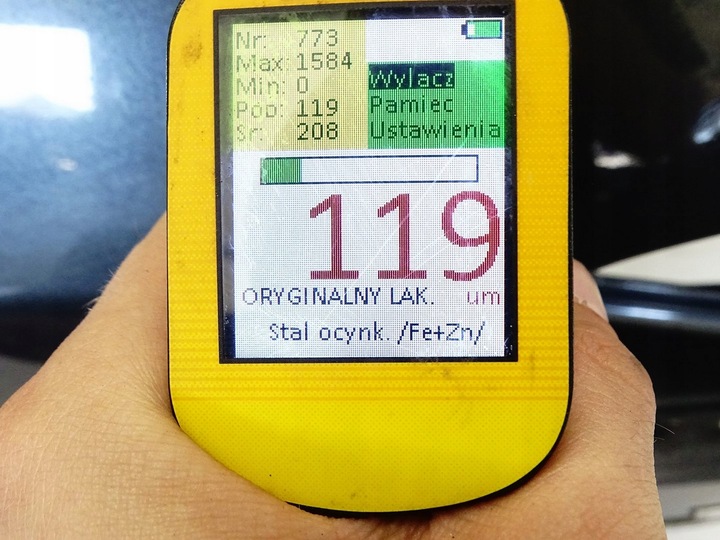 Nr: 773
Max: 1584
Min: 0
Pop: 119
Sr: 208
Wylacz
Pamiec
Ustawienia
119
ORYGINALNY LAK. um
Stal ocynk. /Fe+Zn/